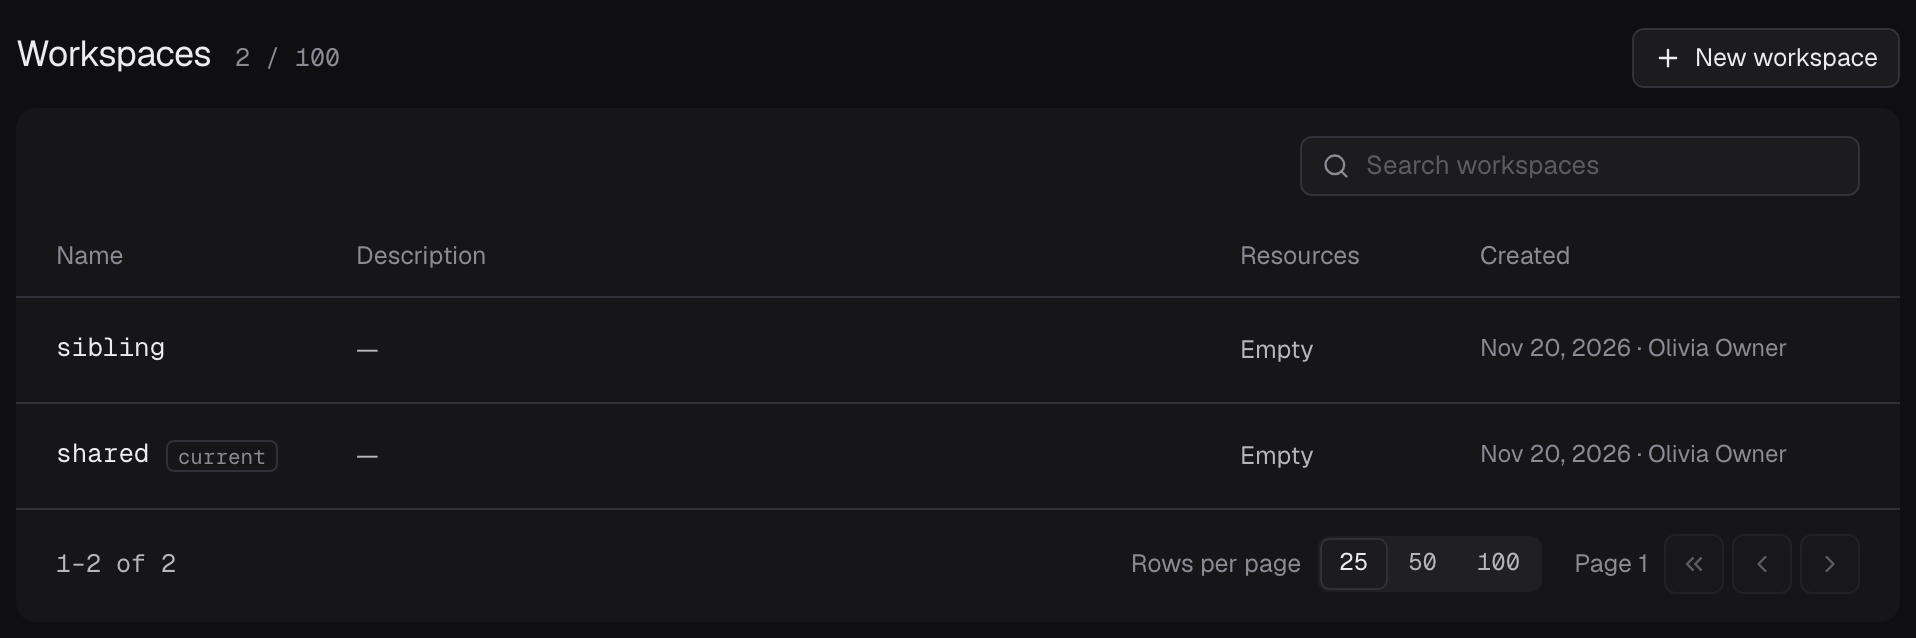 Workspaces 2 / 100
New workspace
Search workspaces
Name Description Resources Created
sibling — Empty Nov 20, 2026 · Olivia Owner
shared current — Empty Nov 20, 2026 · Olivia Owner
1–2 of 2 Rows per page 25 50 100 Page 1